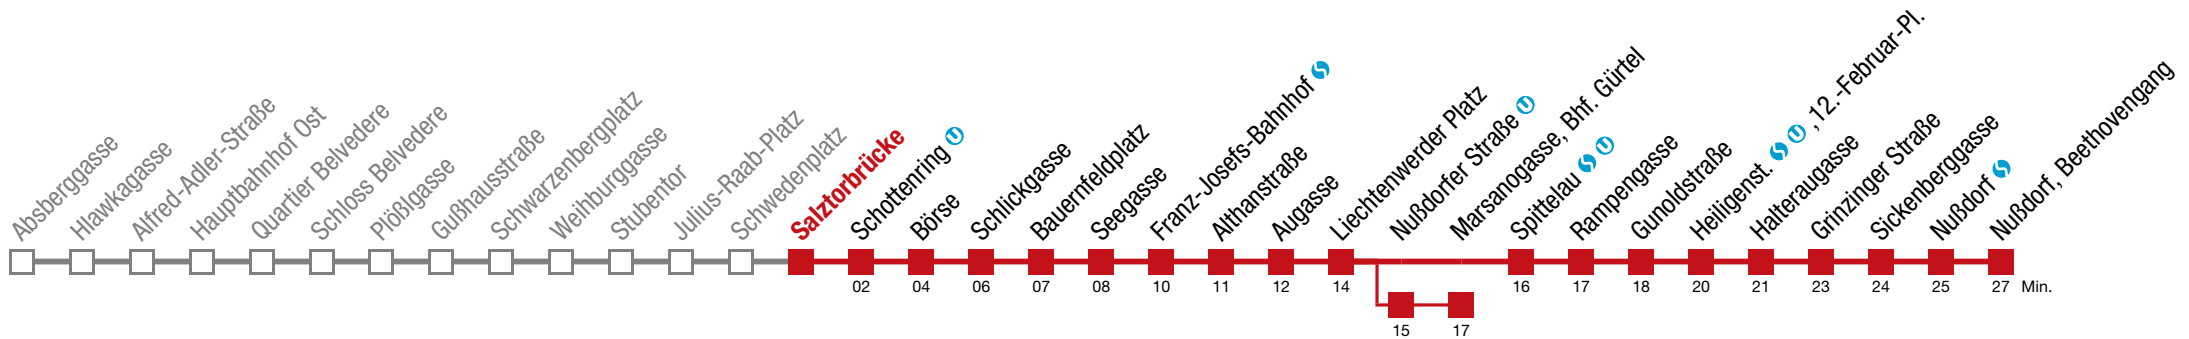 Absberggasse
Hlawkagasse
Alfred-Adler-Straße
Hauptbahnhof Ost
Quartier Belvedere
Schloss Belvedere
Plößlgasse
Gußhausstraße
Schwarzenbergplatz
Weihburggasse
Stubentor
Julius-Raab-Platz
Schwedenplatz
Salztorbrücke
Schottenring U
Börse
Schlickgasse
Bauernfeldplatz
Seegasse
Franz-Josefs-Bahnhof S
Althanstraße
Augasse
Liechtenwerder Platz
Nußdorfer Straße U
Marsanogasse, Bhf. Gürtel
Spittelau S U
Rampengasse
Gunoldstraße
Heiligenst. S U , 12.-Februar-Pl.
Halteraugasse
Grinzinger Straße
Sickenberggasse
Nußdorf S
Nußdorf, Beethovengang
02 04 06 07 08 10 11 12 14 16 17 18 20 21 23 24 25 27 Min.
15 17